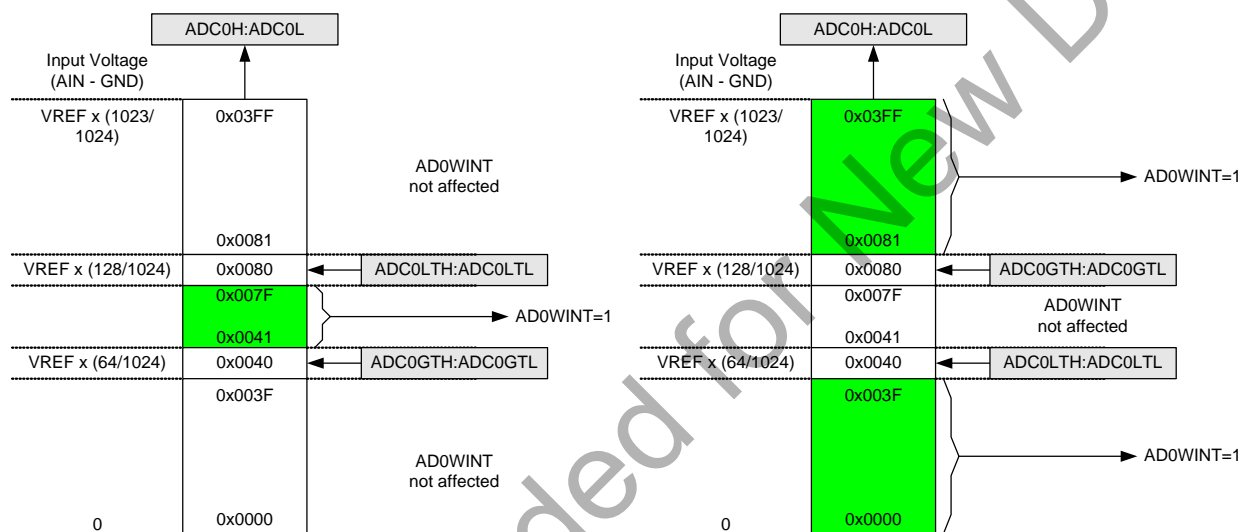 ADC0H:ADC0L
Input Voltage
(AIN - GND)
VREF x (1023/
1024)
0x03FF
AD0WINT
not affected
0x0081
VREF x (128/1024)
0x0080
ADC0LTH:ADC0LTL
0x007F
AD0WINT=1
0x0041
VREF x (64/1024)
0x0040
ADC0GTH:ADC0GTL
0x003F
AD0WINT
not affected
0
0x0000
ADC0H:ADC0L
Input Voltage
(AIN - GND)
VREF x (1023/
1024)
0x03FF
AD0WINT=1
0x0081
VREF x (128/1024)
0x0080
ADC0GTH:ADC0GTL
0x007F
AD0WINT
not affected
0x0041
VREF x (64/1024)
0x0040
ADC0LTH:ADC0LTL
0x003F
AD0WINT=1
0
0x0000
ded for New D